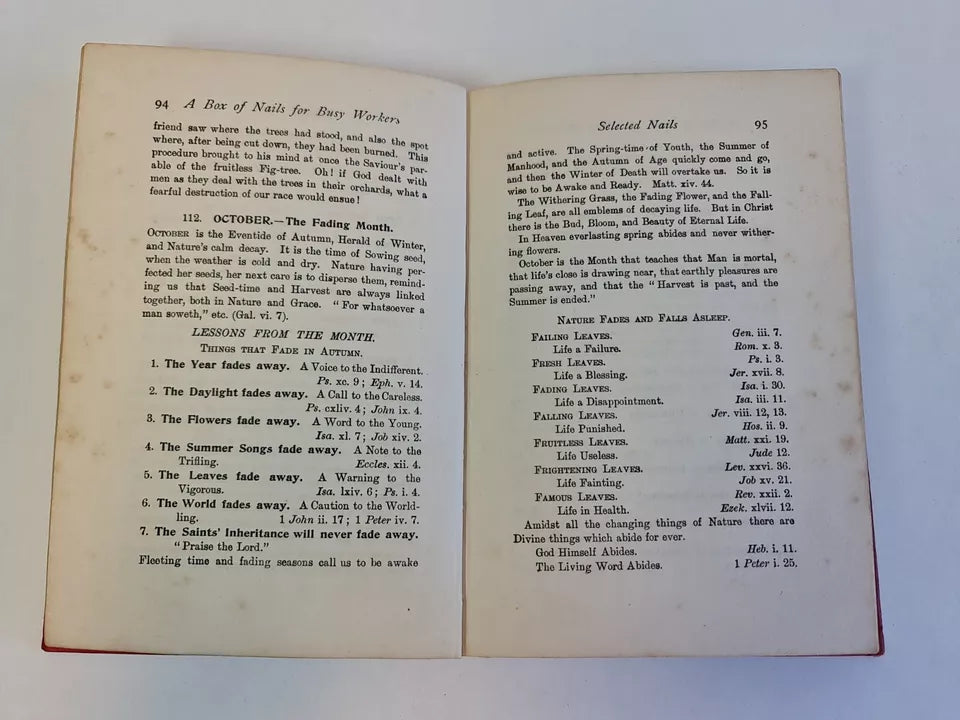 94 A Box of Nails for Busy Workers
friend saw where the trees had stood, and also the spot
where, after being cut down, they had been burned. This
procedure brought to his mind at once the Saviour's par-
able of the fruitless Fig-tree. Oh! if God dealt with
men as they deal with the trees in their orchards, what a
fearful destruction of our race would ensue!
112. OCTOBER.—The Fading Month.
OCTOBER is the Eventide of Autumn, Herald of Winter,
and Nature's calm decay. It is the time of Sowing seed,
when the weather is cold and dry. Nature having per-
fected her seeds, her next care is to disperse them, remind-
ing us that Seed-time and Harvest are always linked
together, both in Nature and Grace. "For whatsoever a
man soweth," etc. (Gal. vi. 7).
LESSONS FROM THE MONTH.
THINGS THAT FADE IN AUTUMN.
1. The Year fades away. A Voice to the Indifferent.
Ps. xc. 9; Eph. v. 14.
2. The Daylight fades away. A Call to the Careless.
Ps. cxliv. 4; John ix. 4.
3. The Flowers fade away. A Word to the Young.
Isa. xl. 7; Job xiv. 2.
4. The Summer Songs fade away. A Note to the
Trifling. Eccles. xii. 4.
5. The Leaves fade away. A Warning to the
Vigorous. Isa. lxiv. 6; Ps. i. 4.
6. The World fades away. A Caution to the World-
ling. 1 John ii. 17; 1 Peter iv. 7.
7. The Saints' Inheritance will never fade away.
"Praise the Lord."
Fleeting time and fading seasons call us to be awake
Selected Nails 95
and active. The Spring-time of Youth, the Summer of
Manhood, and the Autumn of Age quickly come and go,
and then the Winter of Death will overtake us. So it is
wise to be Awake and Ready. Matt. xiv. 44.
The Withering Grass, the Fading Flower, and the Fall-
ing Leaf, are all emblems of decaying life. But in Christ
there is the Bud, Bloom, and Beauty of Eternal Life.
In Heaven everlasting spring abides and never wither-
ing flowers.
October is the Month that teaches that Man is mortal,
that life's close is drawing near, that earthly pleasures are
passing away, and that the "Harvest is past, and the
Summer is ended."
NATURE FADES AND FALLS ASLEEP.
FAILING LEAVES. Gen. iii. 7.
Life a Failure. Rom. x. 3.
FRESH LEAVES. Ps. i. 3.
Life a Blessing. Jer. xvii. 8.
FADING LEAVES. Isa. i. 30.
Life a Disappointment. Isa. iii. 11.
FALLING LEAVES. Jer. viii. 12, 13.
Life Punished. Hos. ii. 9.
FRUITLESS LEAVES. Matt. xxi. 19.
Life Useless. Jude 12.
FRIGHTENING LEAVES. Lev. xxvi. 36.
Life Fainting. Job xv. 21.
FAMOUS LEAVES. Rev. xxii. 2.
Life in Health. Ezek. xlvii. 12.
Amidst all the changing things of Nature there are
Divine things which abide for ever.
God Himself Abides. Heb. i. 11.
The Living Word Abides. 1 Peter i. 25.